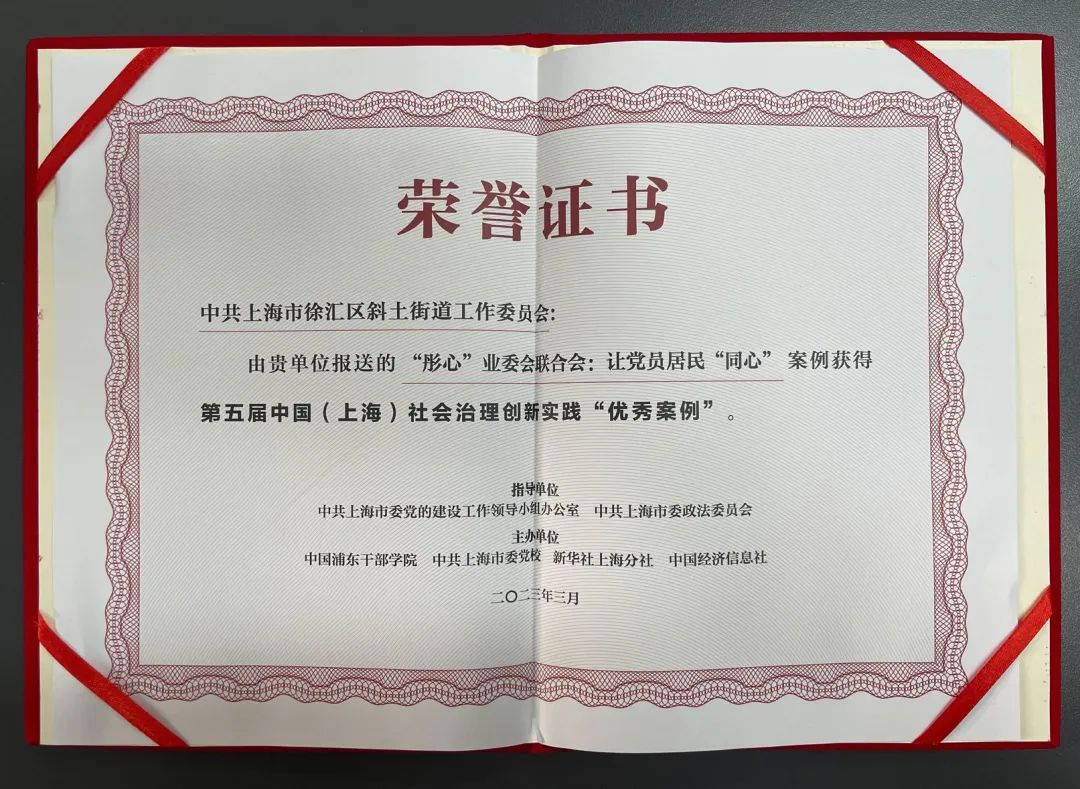 荣誉证书
中共上海市徐汇区斜土街道工作委员会：
由贵单位报送的“彤心”业委会联合会：让党员居民“同心”案例获得
第五届中国（上海）社会治理创新实践“优秀案例”。
指导单位
中共上海市委党的建设工作领导小组办公室 中共上海市委政法委员会
主办单位
中国浦东干部学院 中共上海市委党校 新华社上海分社 中国经济信息社
二〇二三年三月